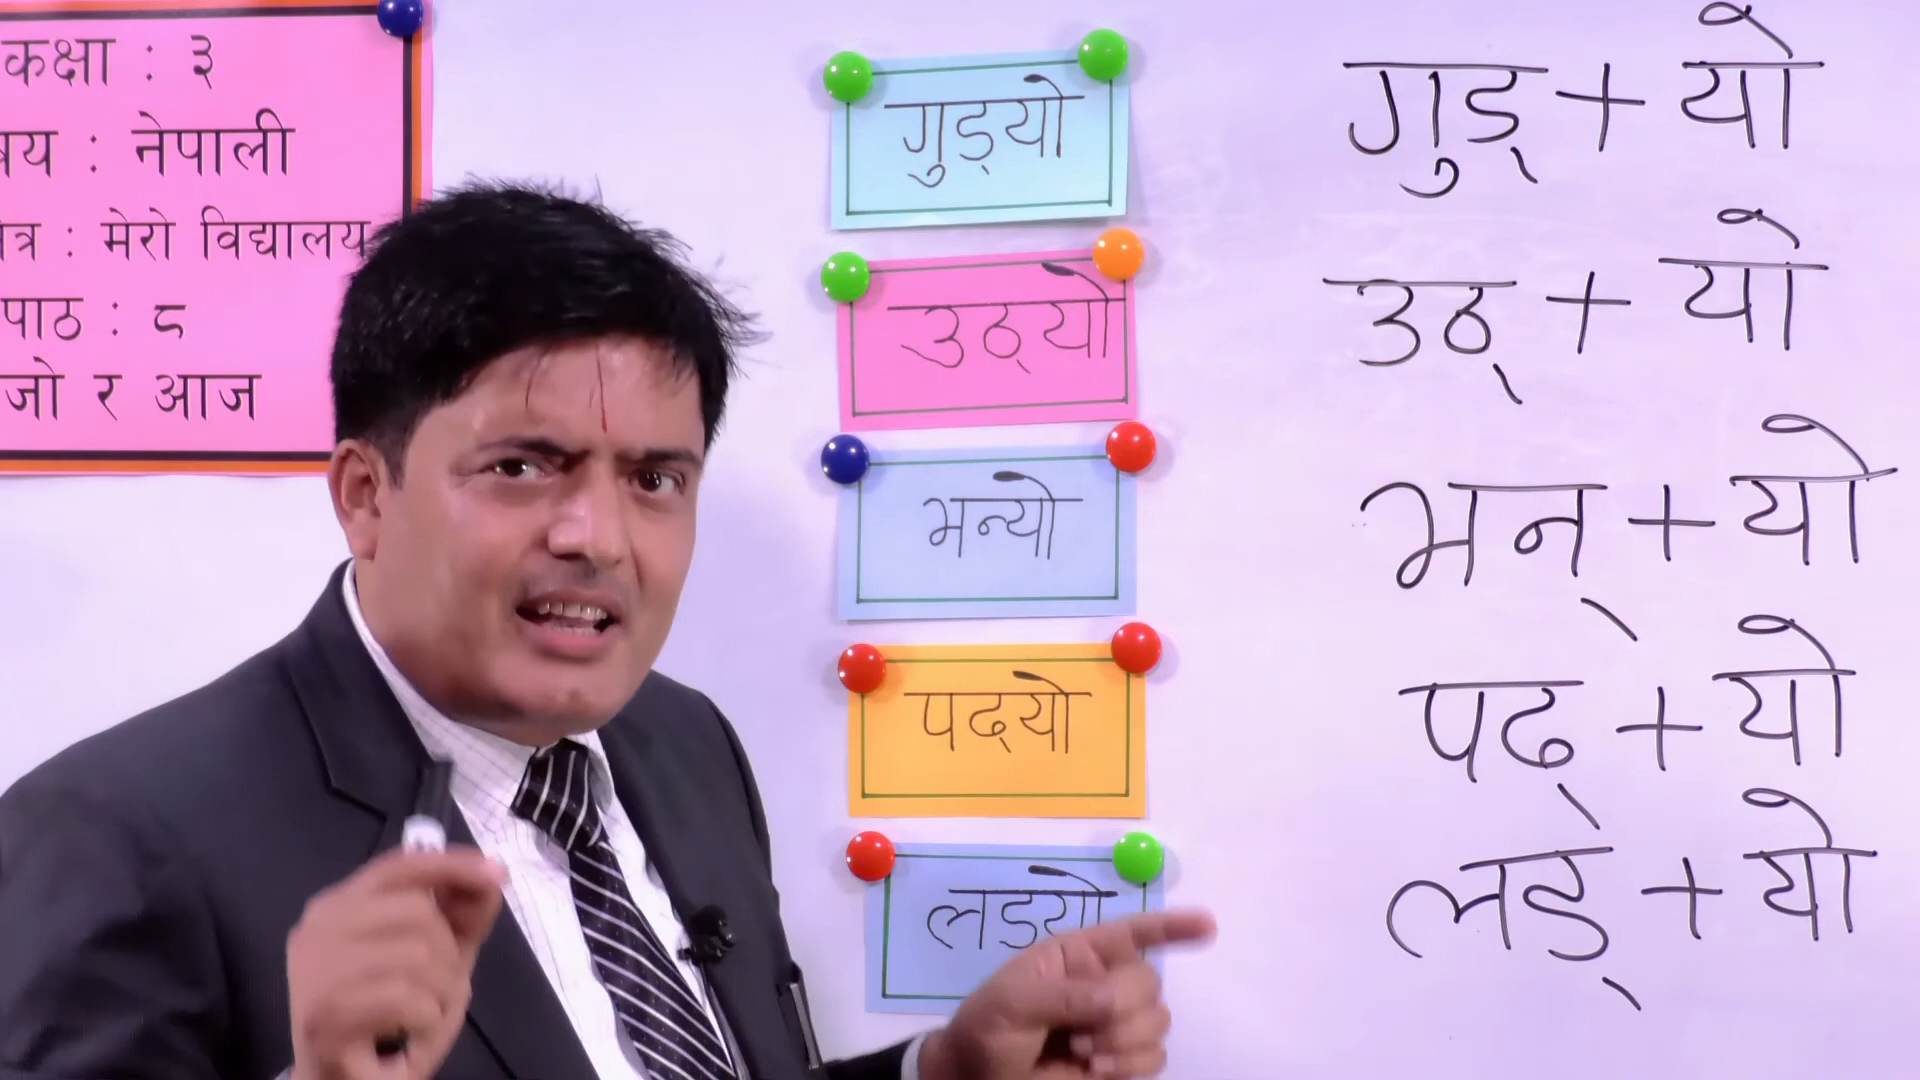 कक्षा : ३
षय : नेपाली
त्र : मेरो विद्यालय
पाठ : ८
जो र आज
गुड्यो
गुड् + यो
उठ्यो
उठ् + यो
भन्यो
भन् + यो
पढ्यो
पढ् + यो
लड्यो
लड् + यो